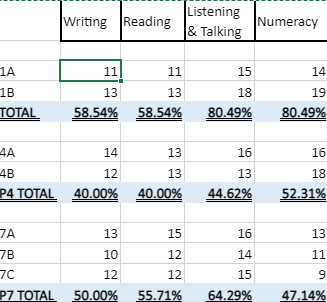 Writing Reading Listening & Talking Numeracy
1A 11 11 15 14
1B 13 13 18 19
TOTAL 58.54% 58.54% 80.49% 80.49%
4A 14 13 16 16
4B 12 13 13 18
P4 TOTAL 40.00% 40.00% 44.62% 52.31%
7A 13 15 16 13
7B 10 12 14 11
7C 12 12 15 9
P7 TOTAL 50.00% 55.71% 64.29% 47.14%